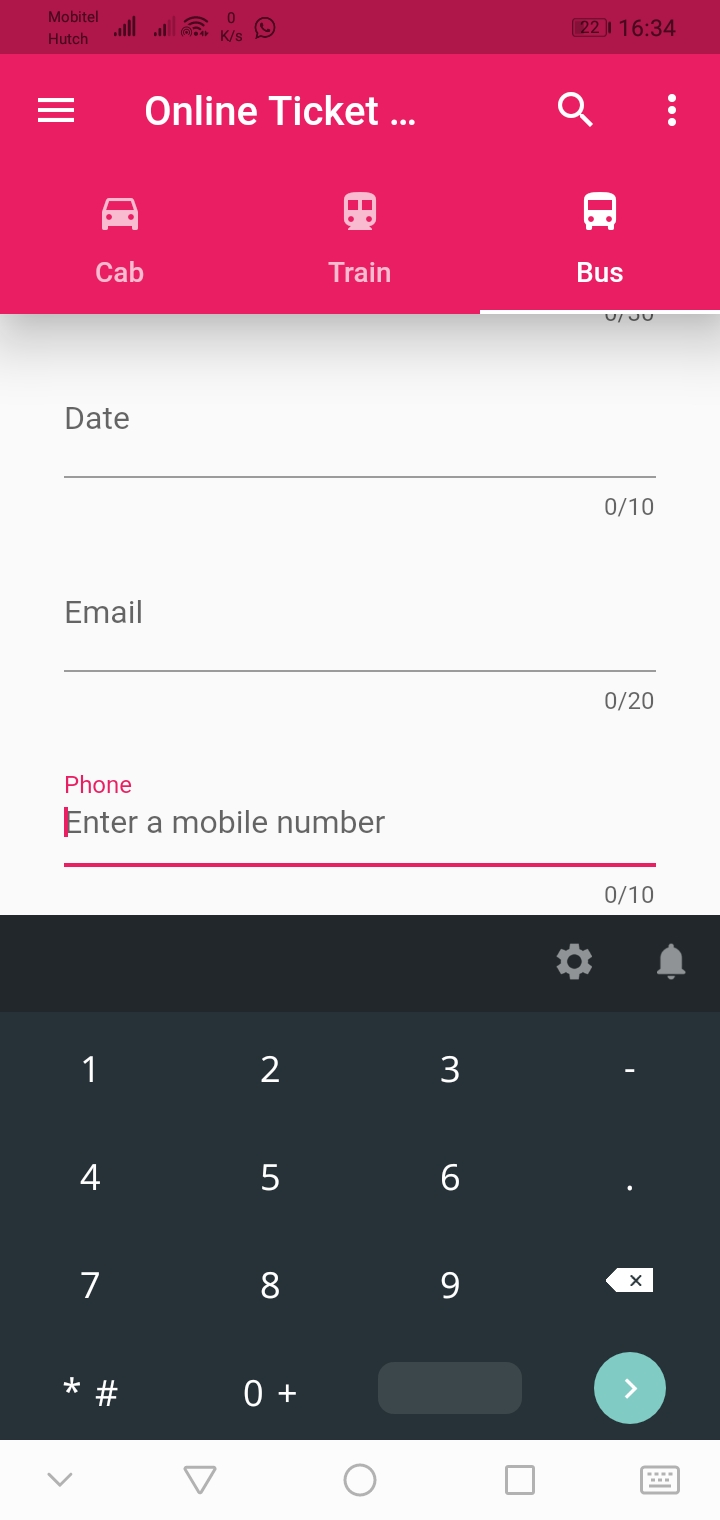 Mobitel
Hutch
0
K/s
22
16:34
Online Ticket ...
Cab
Train
Bus
Date
0/10
Email
0/20
Phone
Enter a mobile number
0/10
1 2 3 -
4 5 6 .
7 8 9
* # 0 +